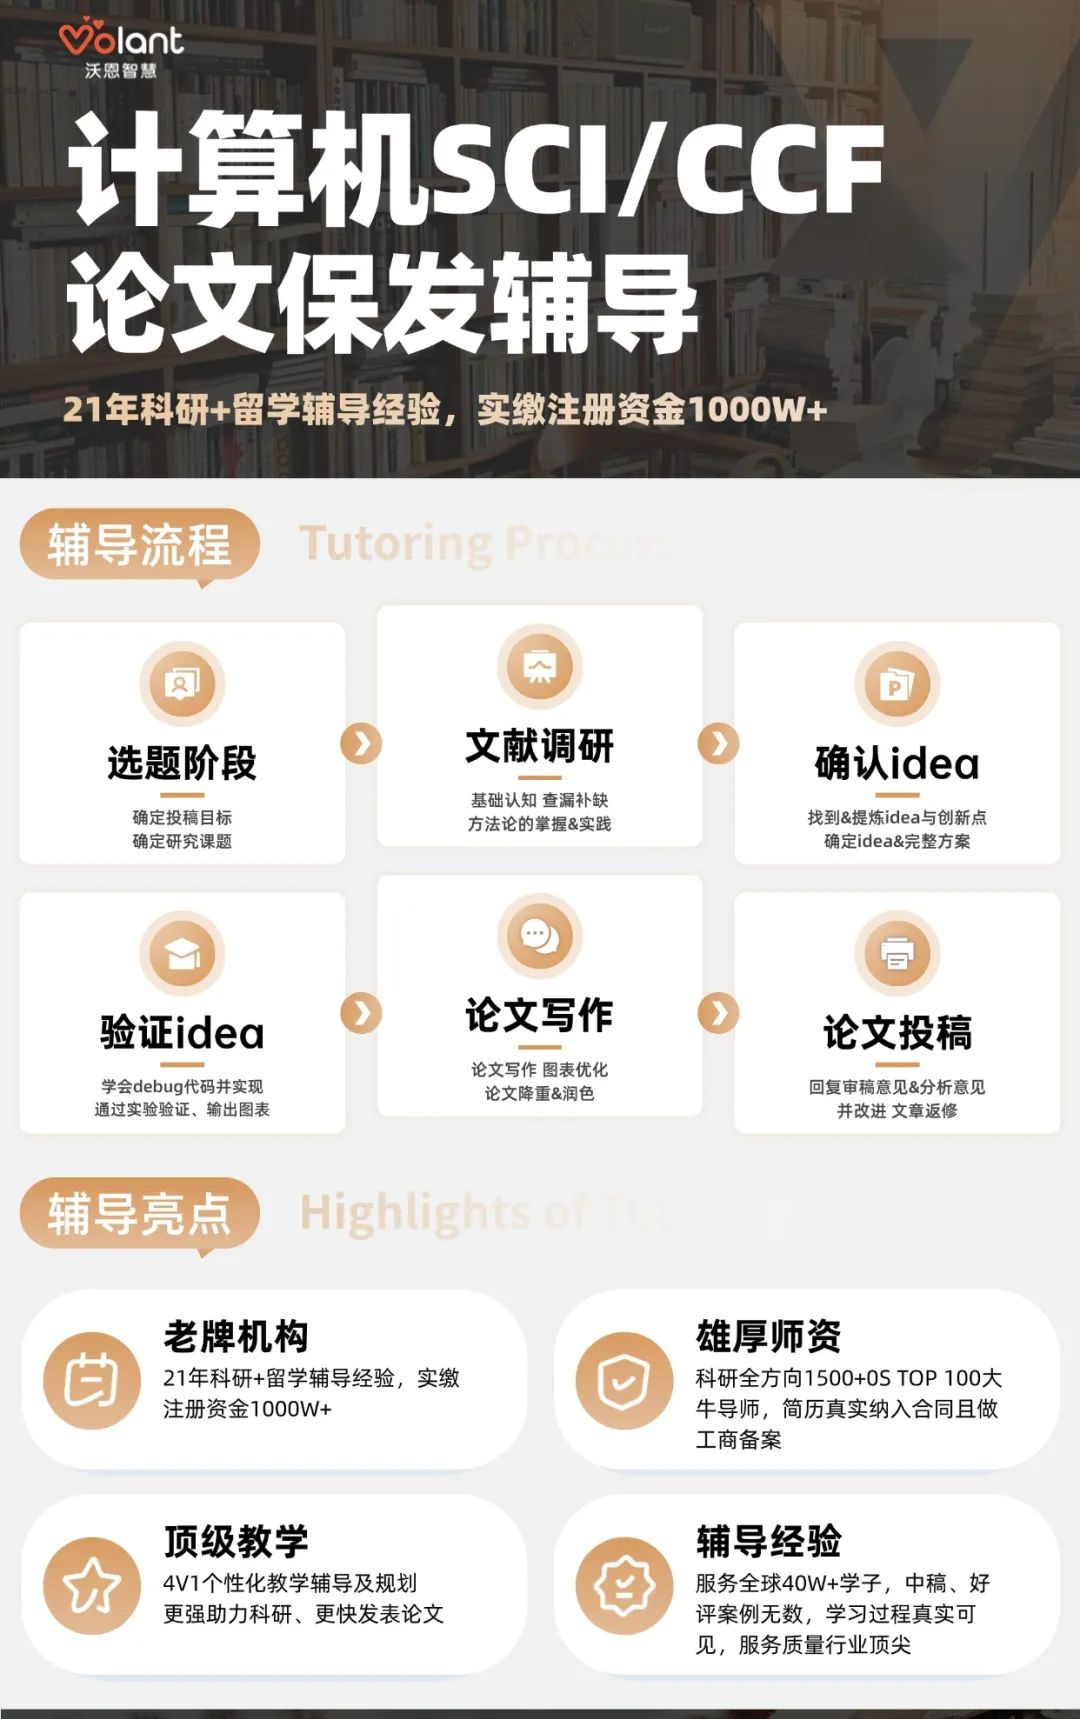 Volant
沃恩智慧
计算机SCI/CCF
论文保发辅导
21年科研+留学辅导经验，实缴注册资金1000W+
辅导流程
Tutoring Process
选题阶段
确定投稿目标
确定研究课题
文献调研
基础认知 查漏补缺
方法论的掌握&实践
确认idea
找到&提炼idea与创新点
确定idea&完整方案
验证idea
学会debug代码并实现
通过实验验证、输出图表
论文写作
论文写作 图表优化
论文降重&润色
论文投稿
回复审稿意见&分析意见
并改进 文章返修
辅导亮点
Highlights of Tut
老牌机构
21年科研+留学辅导经验，实缴
注册资金1000W+
雄厚师资
科研全方向1500+0S TOP 100大
牛导师，简历真实纳入合同且做
工商备案
顶级教学
4V1个性化教学辅导及规划
更强助力科研、更快发表论文
辅导经验
服务全球40W+学子，中稿、好
评案例无数，学习过程真实可
见，服务质量行业顶尖